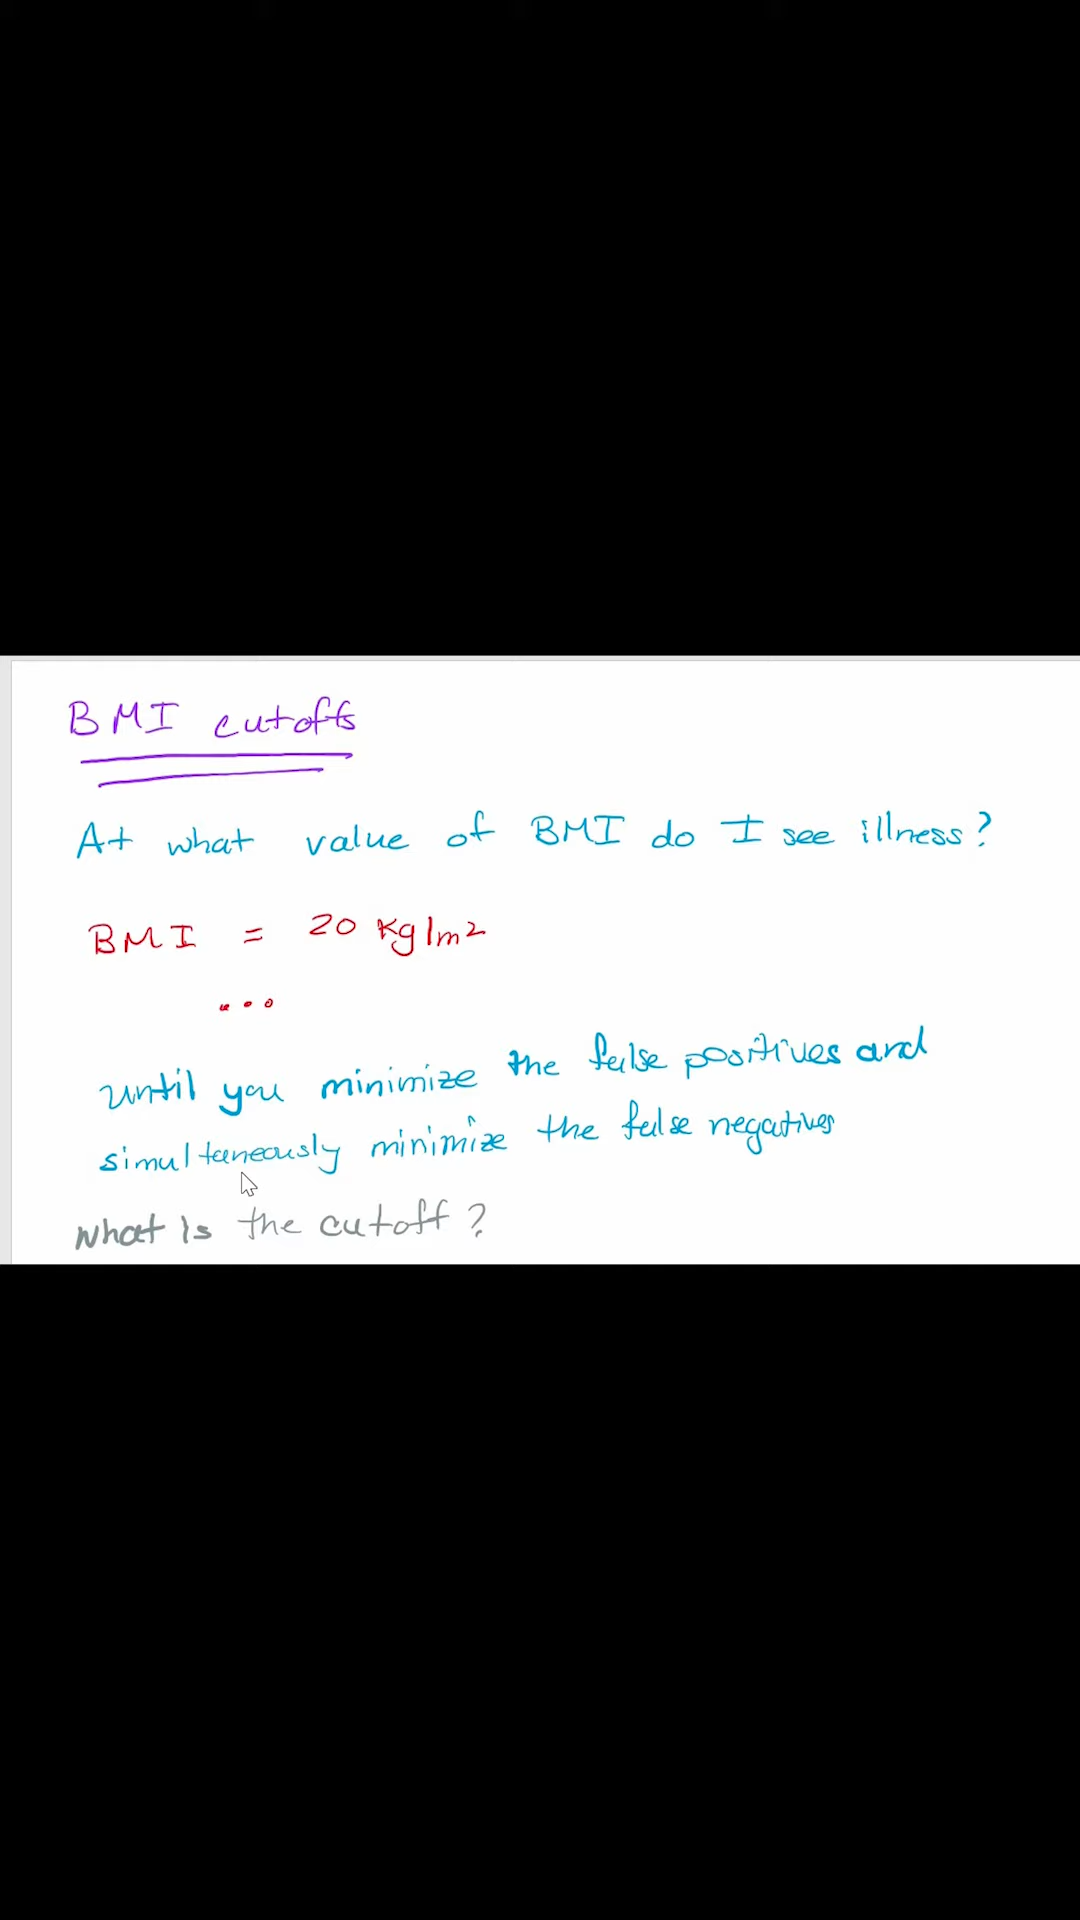 BMI cutoffs
At what value of BMI do I see illness?
BMI = 20 kg/m2
...
until you minimize the false positives and
simultaneously minimize the false negatives
What is the cutoff?